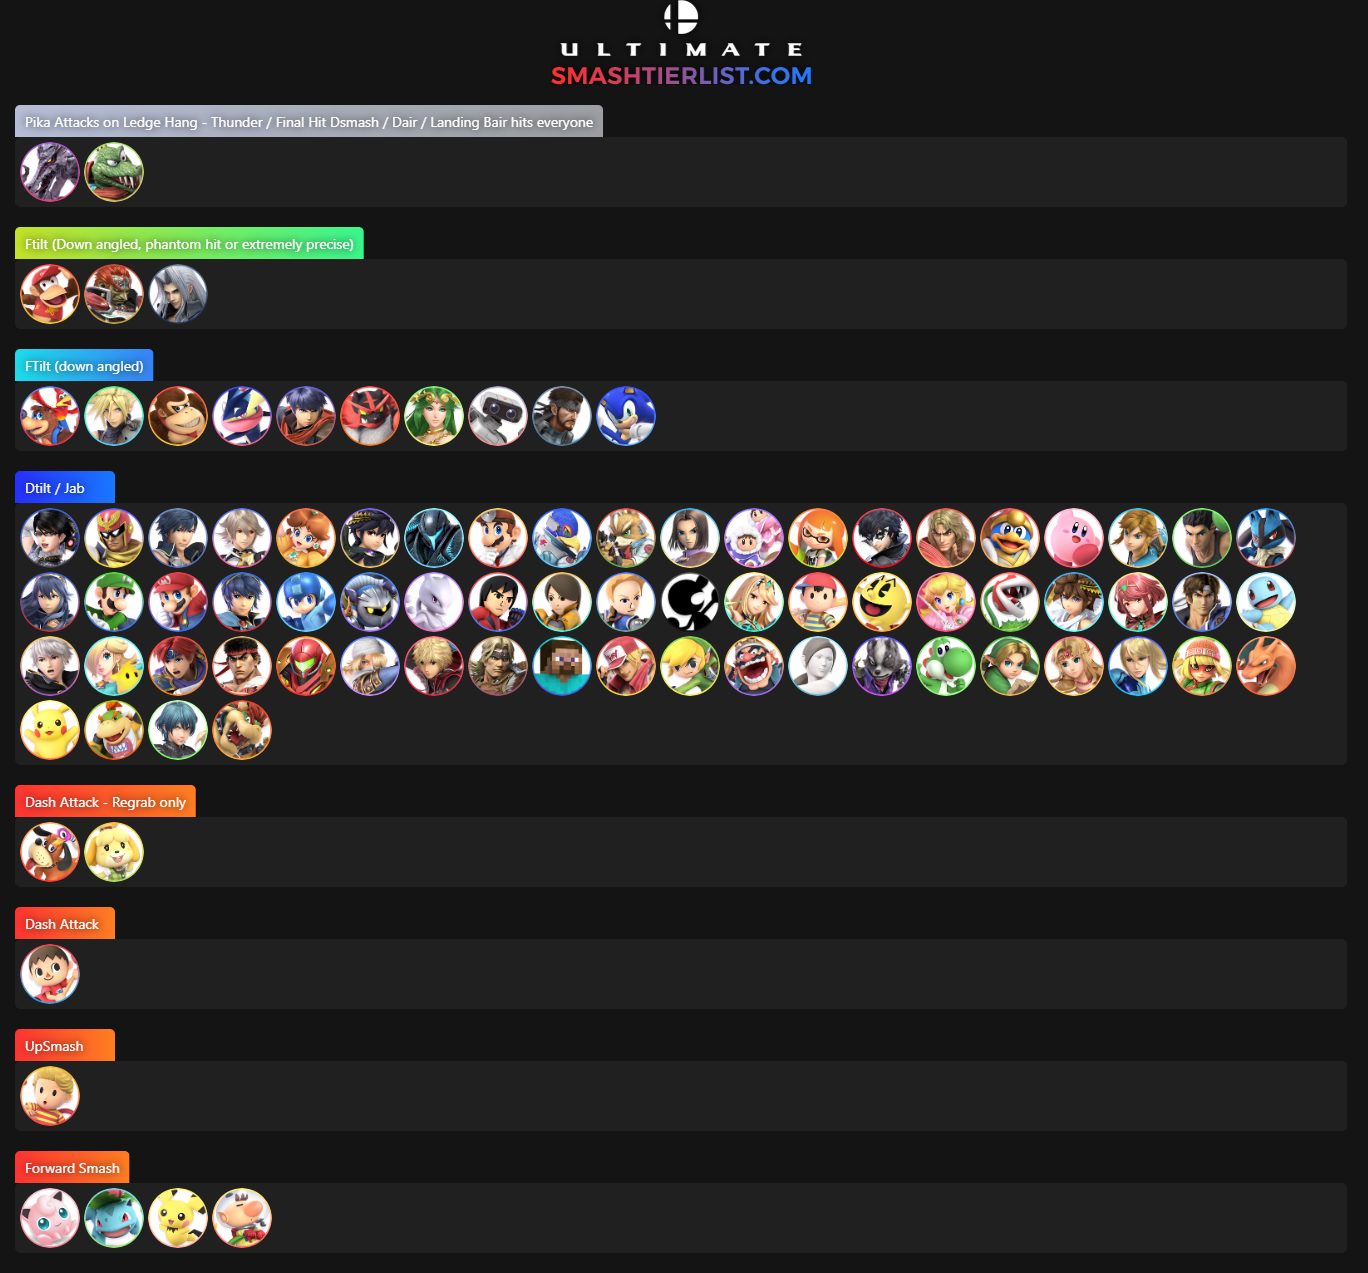 ULTIMATE
SMASHTIERLIST.COM
Pika Attacks on Ledge Hang - Thunder / Final Hit Dsmash / Dair / Landing Bair hits everyone
Ftilt (Down angled, phantom hit or extremely precise)
FTilt (down angled)
Dtilt / Jab
Dash Attack - Regrab only
Dash Attack
UpSmash
Forward Smash